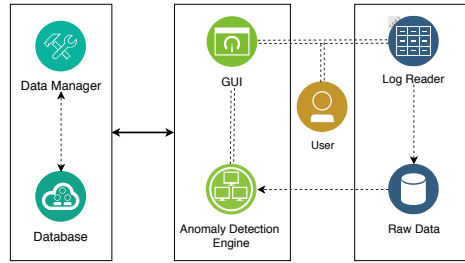 Data Manager
GUI
Log Reader
User
Database
Anomaly Detection
Engine
Raw Data